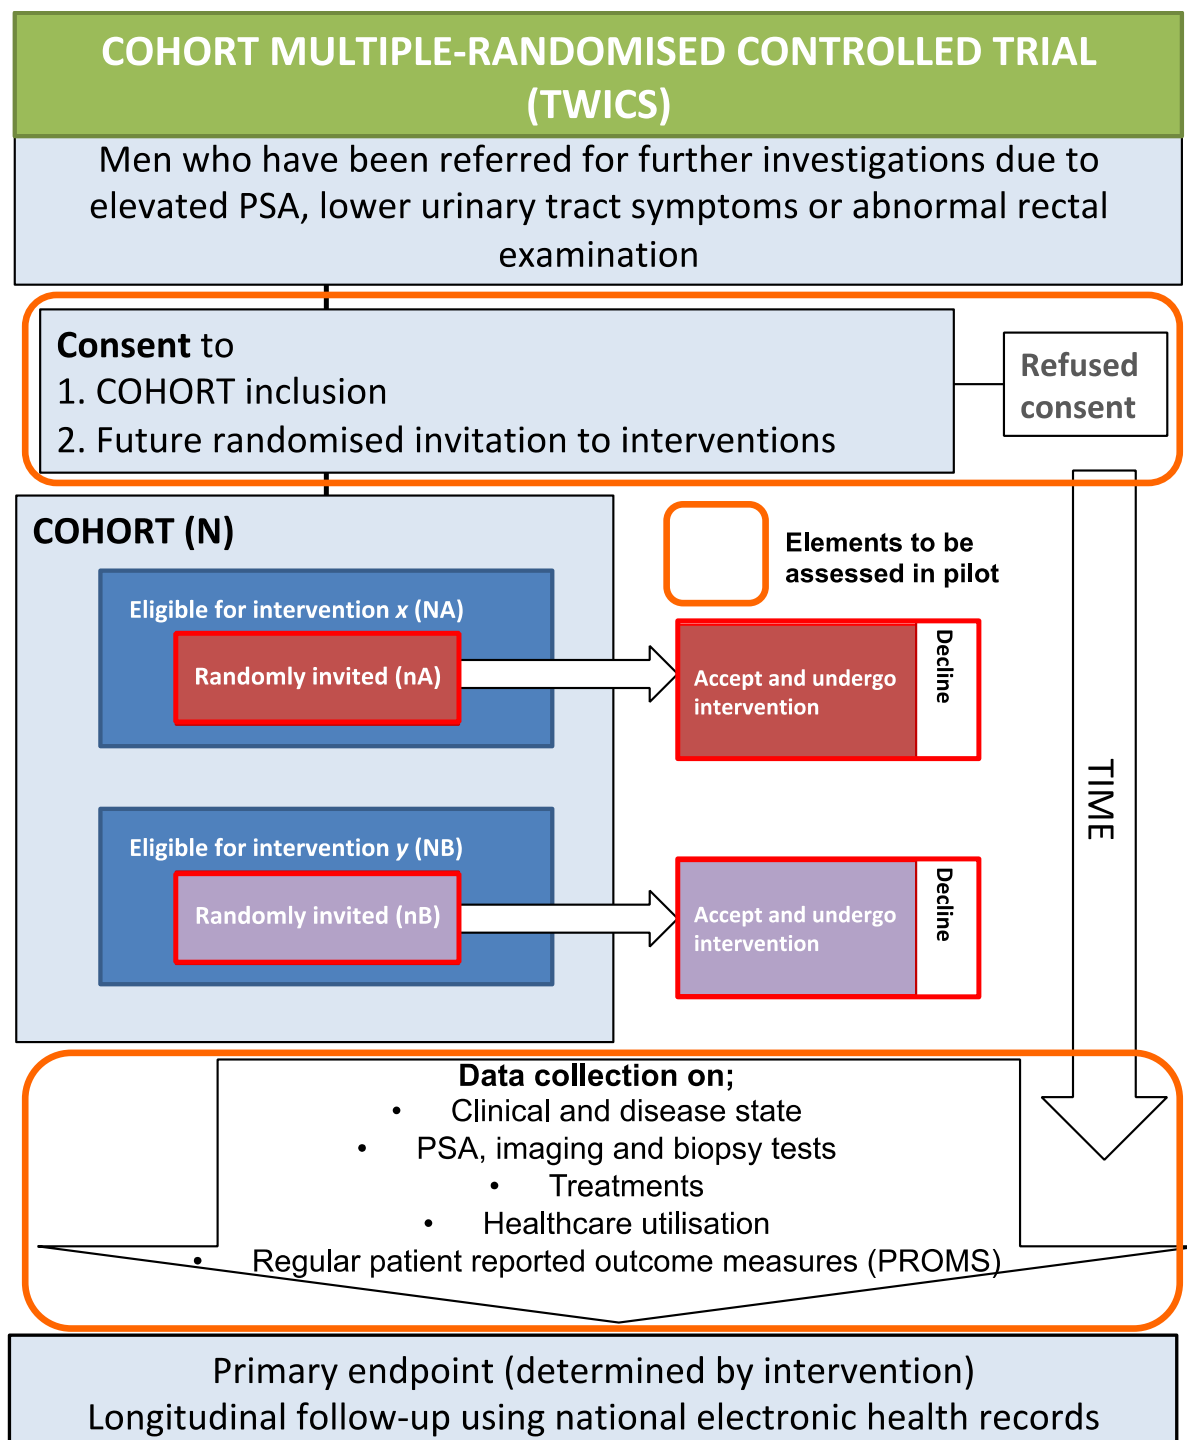 COHORT MULTIPLE-RANDOMISED CONTROLLED TRIAL
(TWICS)
Men who have been referred for further investigations due to
elevated PSA, lower urinary tract symptoms or abnormal rectal
examination
Consent to
1. COHORT inclusion
2. Future randomised invitation to interventions
Refused
consent
COHORT (N)
Elements to be
assessed in pilot
Eligible for intervention x (NA)
Randomly invited (nA)
Accept and undergo
intervention
Decline
TIME
Eligible for intervention y (NB)
Randomly invited (nB)
Accept and undergo
intervention
Decline
Data collection on;
• Clinical and disease state
• PSA, imaging and biopsy tests
• Treatments
• Healthcare utilisation
• Regular patient reported outcome measures (PROMS)
Primary endpoint (determined by intervention)
Longitudinal follow-up using national electronic health records